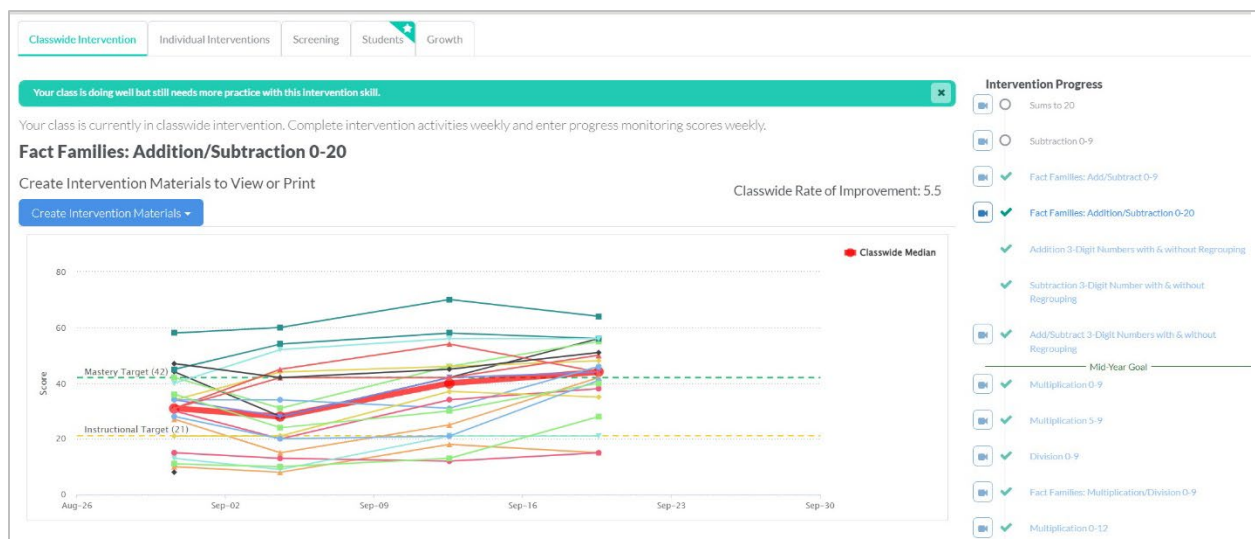 Classwide Intervention
Individual Interventions
Screening
Students
Growth
Your class is doing well but still needs more practice with this intervention skill.
Your class is currently in classwide intervention. Complete intervention activities weekly and enter progress monitoring scores weekly.
Fact Families: Addition/Subtraction 0-20
Create Intervention Materials to View or Print
Classwide Rate of Improvement: 5.5
Create Intervention Materials
Classwide Median
80
60
Mastery Target (42)
40
Score
Instructional Target (21)
20
0
Aug-26
Sep-02
Sep-09
Sep-16
Sep-23
Sep-30
Intervention Progress
Sums to 20
Subtraction 0-9
Fact Families: Add/Subtract 0-9
Fact Families: Addition/Subtraction 0-20
Addition 3-Digit Numbers with & without Regrouping
Subtraction 3-Digit Number with & without
Regrouping
Add/Subtract 3-Digit Numbers with & without
Regrouping
Mid-Year Goal
Multiplication 0-9
Multiplication 5-9
Division 0-9
Fact Families: Multiplication/Division 0-9
Multiplication 0-12